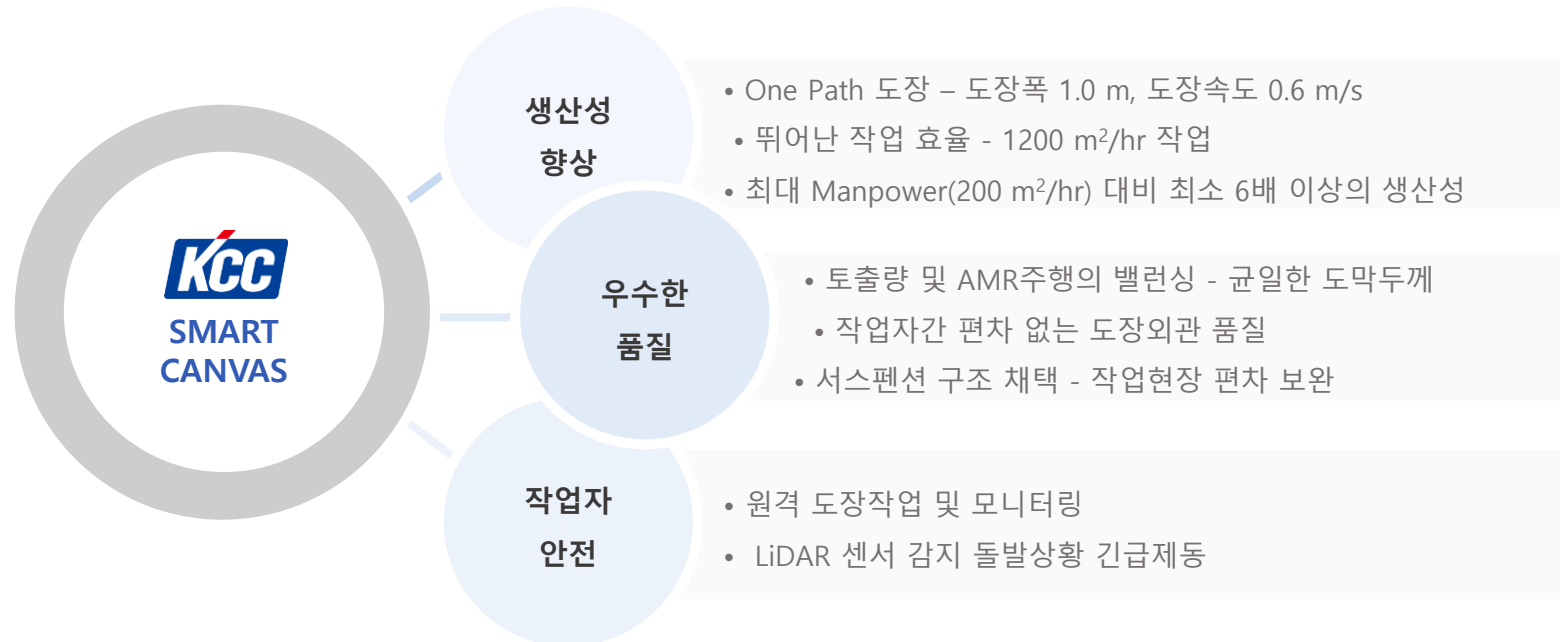 KCC
SMART
CANVAS
생산성
향상
• One Path 도장 – 도장폭 1.0 m, 도장속도 0.6 m/s
• 뛰어난 작업 효율 - 1200 m²/hr 작업
• 최대 Manpower(200 m²/hr) 대비 최소 6배 이상의 생산성
우수한
품질
• 토출량 및 AMR주행의 밸런싱 - 균일한 도막두께
• 작업자간 편차 없는 도장외관 품질
• 서스펜션 구조 채택 - 작업현장 편차 보완
작업자
안전
• 원격 도장작업 및 모니터링
• LiDAR 센서 감지 돌발상황 긴급제동